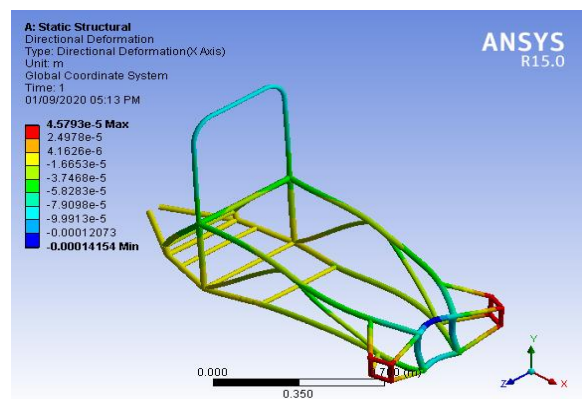 A: Static Structural
Directional Deformation
Type: Directional Deformation(X Axis)
Unit: m
Global Coordinate System
Time: 1
01/09/2020 05:13 PM
ANSYS
R15.0
4.5793e-5 Max
2.4978e-5
4.1626e-6
-1.6653e-5
-3.7468e-5
-5.8283e-5
-7.9098e-5
-9.9913e-5
-0.00012073
-0.00014154 Min
0.000
(m)
0.350
Y
Z
X